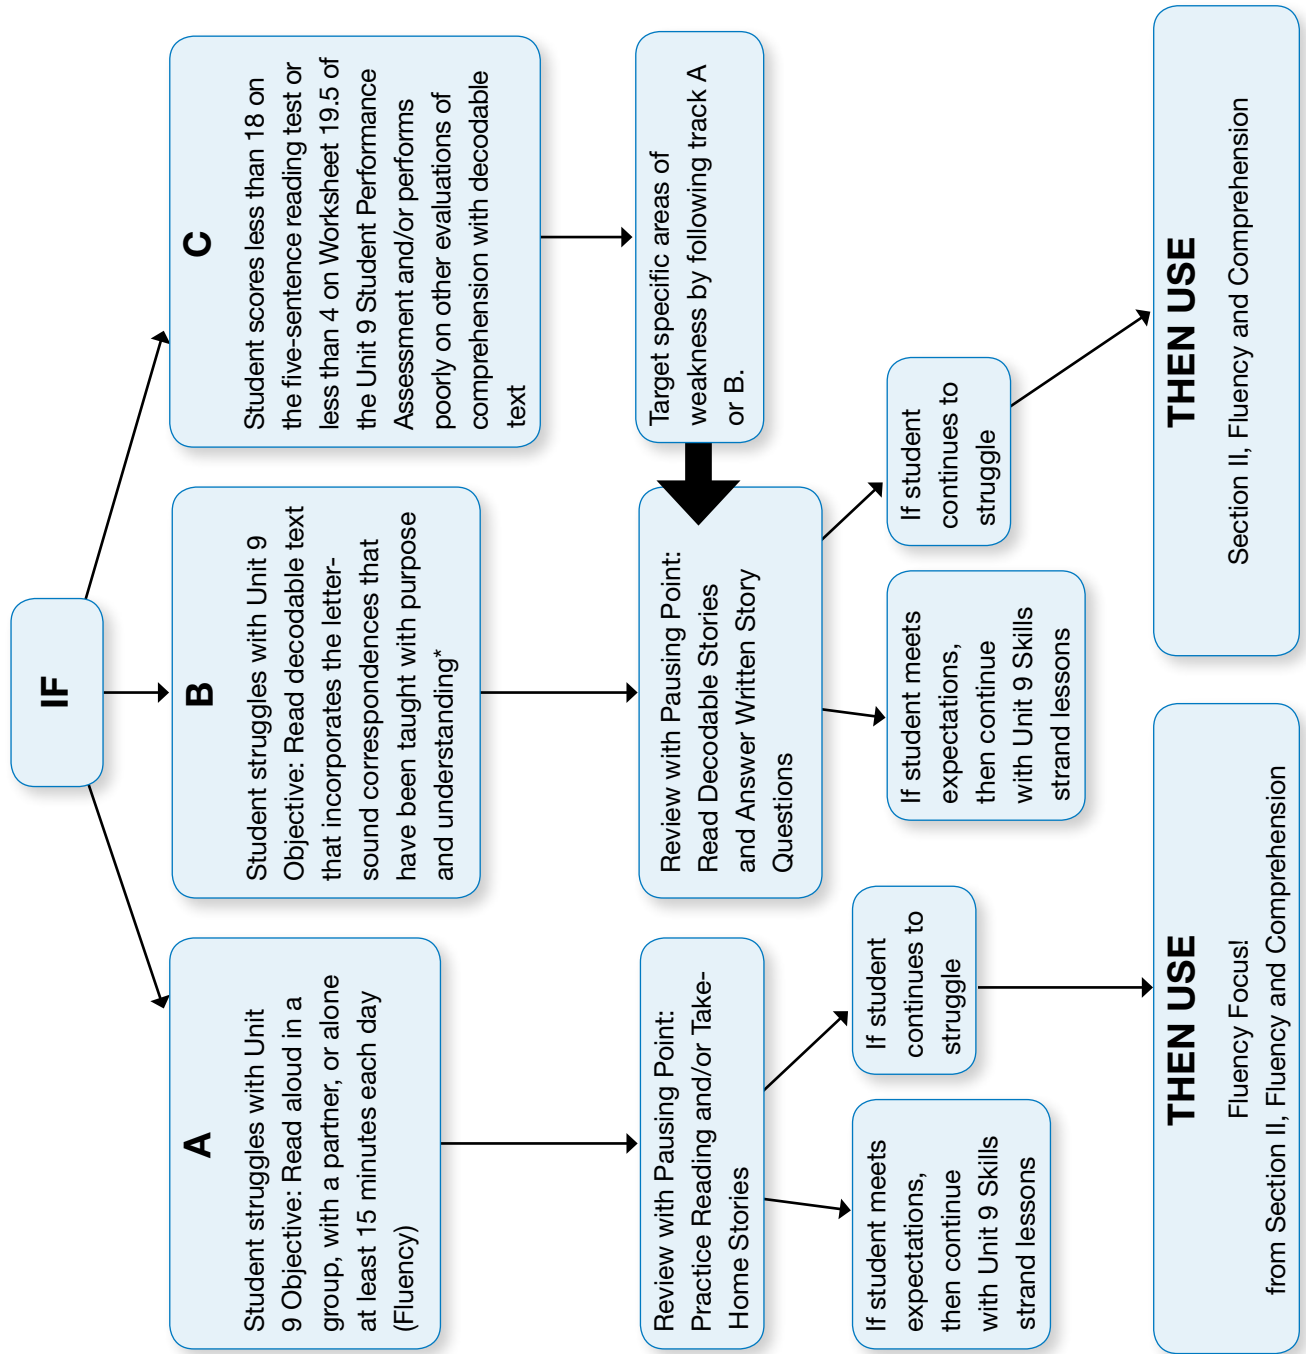 IF
A
Student struggles with Unit
9 Objective: Read aloud in a
group, with a partner, or alone
at least 15 minutes each day
(Fluency)
B
Student struggles with Unit 9
Objective: Read decodable text
that incorporates the letter-
sound correspondences that
have been taught with purpose
and understanding*
C
Student scores less than 18 on
the five-sentence reading test or
less than 4 on Worksheet 19.5 of
the Unit 9 Student Performance
Assessment and/or performs
poorly on other evaluations of
comprehension with decodable
text
Review with Pausing Point:
Practice Reading and/or Take-
Home Stories
Review with Pausing Point:
Read Decodable Stories
and Answer Written Story
Questions
Target specific areas of
weakness by following track A
or B.
If student meets
expectations,
then continue
with Unit 9 Skills
strand lessons
If student
continues to
struggle
If student meets
expectations,
then continue
with Unit 9 Skills
strand lessons
If student
continues to
struggle
THEN USE
Fluency Focus!
from Section II, Fluency and Comprehension
THEN USE
Section II, Fluency and Comprehension